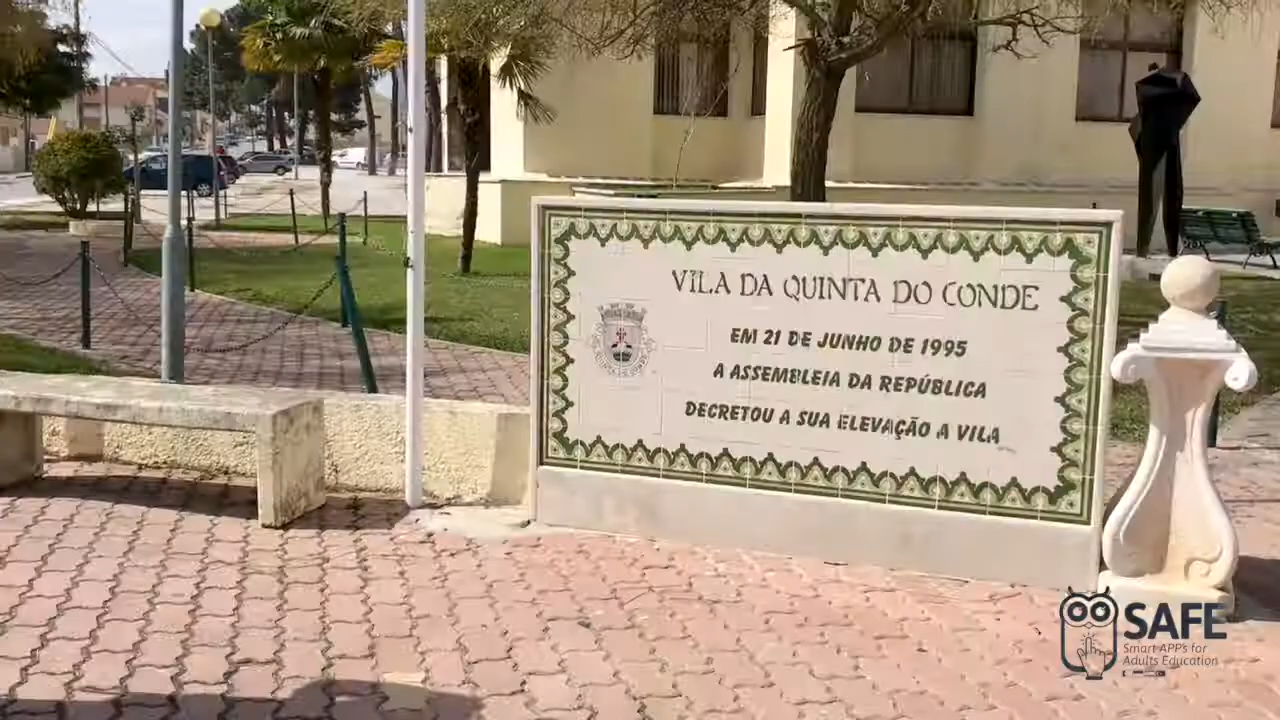 VILA DA QUINTA DO CONDE
EM 21 DE JUNHO DE 1995
A ASSEMBLEIA DA REPÚBLICA
DECRETOU A SUA ELEVAÇÃO A VILA
SAFE
Smart APP's for
Adults Education